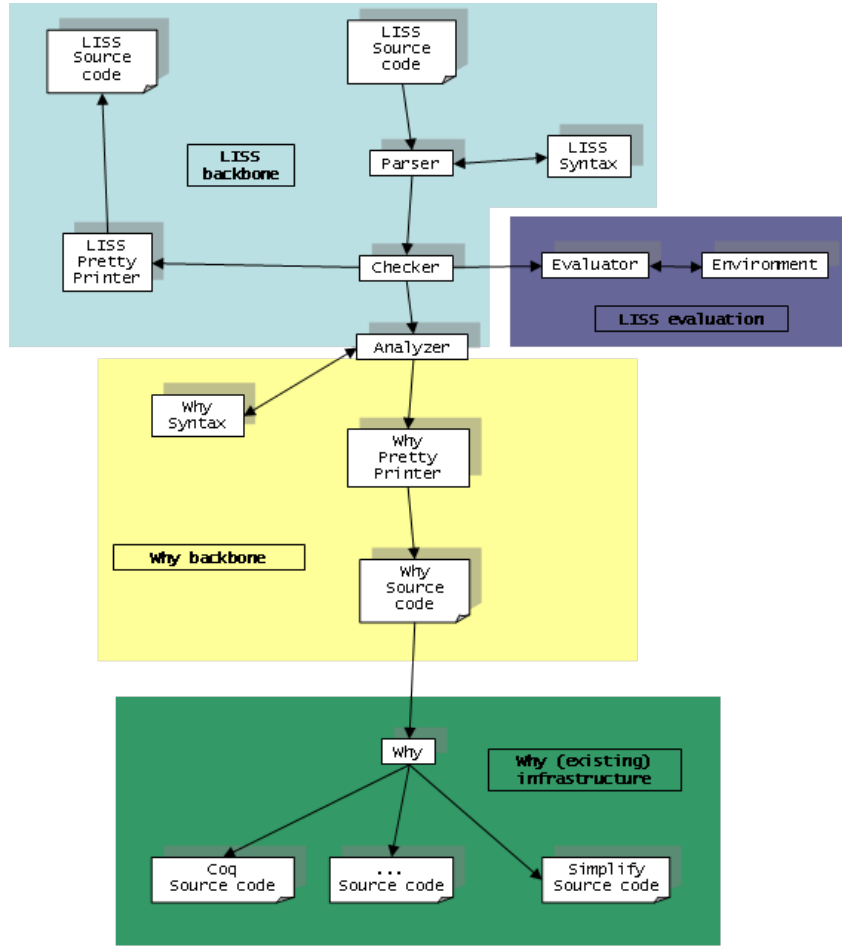 LISS
Source
code
LISS
Source
code
LISS
backbone
Parser
LISS
Syntax
LISS
Pretty
Printer
Checker
Evaluator
Environment
LISS evaluation
Analyzer
Why
Syntax
Why
Pretty
Printer
Why backbone
Why
Source
code
Why
Why (existing)
infrastructure
Coq
Source code
...
Source code
Simplify
Source code